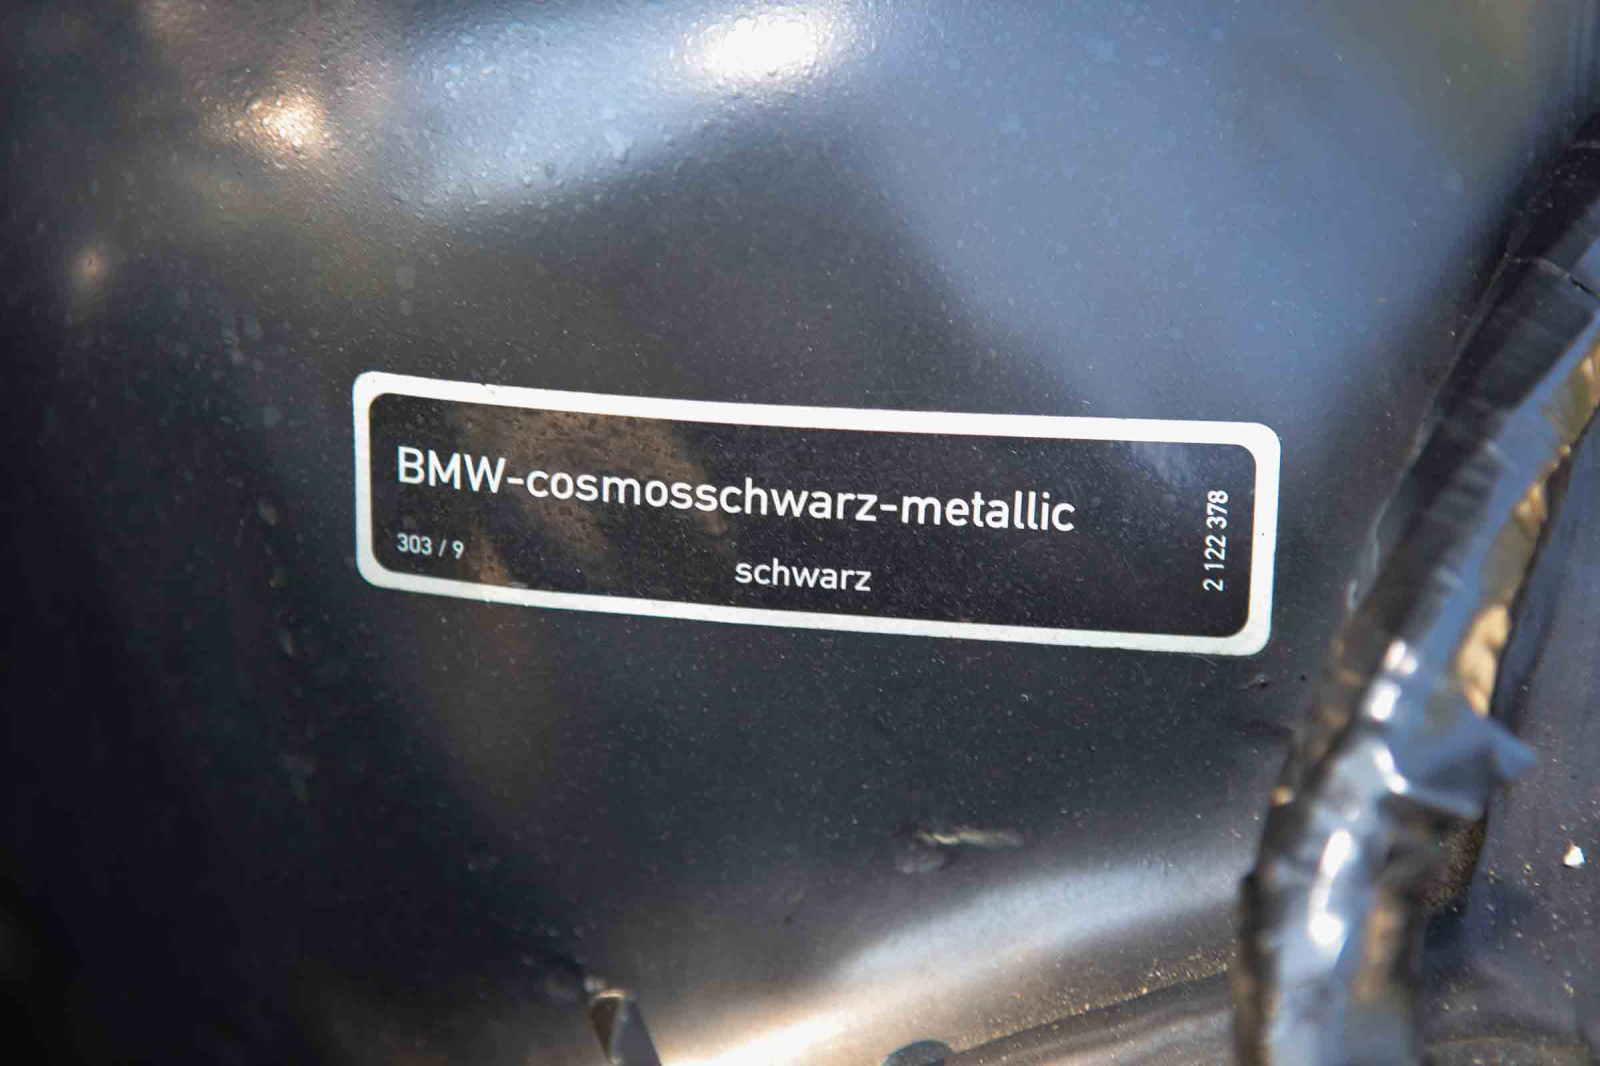 BMW-cosmosschwarz-metallic
303 / 9
schwarz
2 122 378